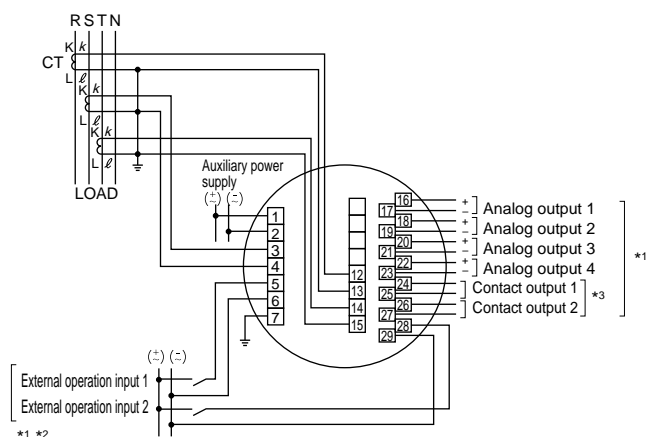 R S T N
K k
CT
L ℓ
K k
L ℓ
K k
L ℓ
LOAD
Auxiliary power
supply
(±) (-)
~ ~
1
2
3
4
5
6
7
12
13
14
15
16
17
18
19
20
21
22
23
24
25
26
27
28
29
+
− Analog output 1
+
− Analog output 2
+
− Analog output 3
+
− Analog output 4
Contact output 1
Contact output 2
*3
*1
(±) (-)
~ ~
External operation input 1
External operation input 2
*1 *2